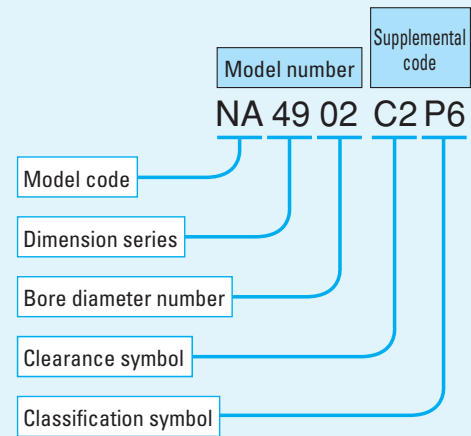 Supplemental
code
Model number
NA 49 02 C2 P6
Model code
Dimension series
Bore diameter number
Clearance symbol
Classification symbol